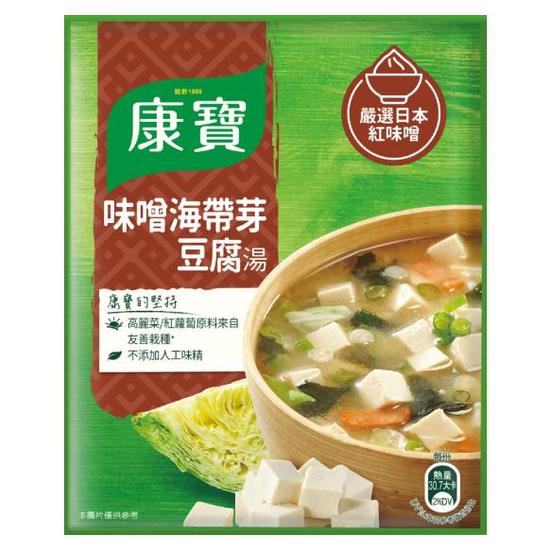 始於1885
康寶
嚴選日本
紅味噌
味噌海帶芽
豆腐湯
康寶的堅持
高麗菜/紅蘿蔔原料來自
友善栽種*
不添加人工味精
每份
熱量
30.7大卡
2%DV
本圖片僅供參考